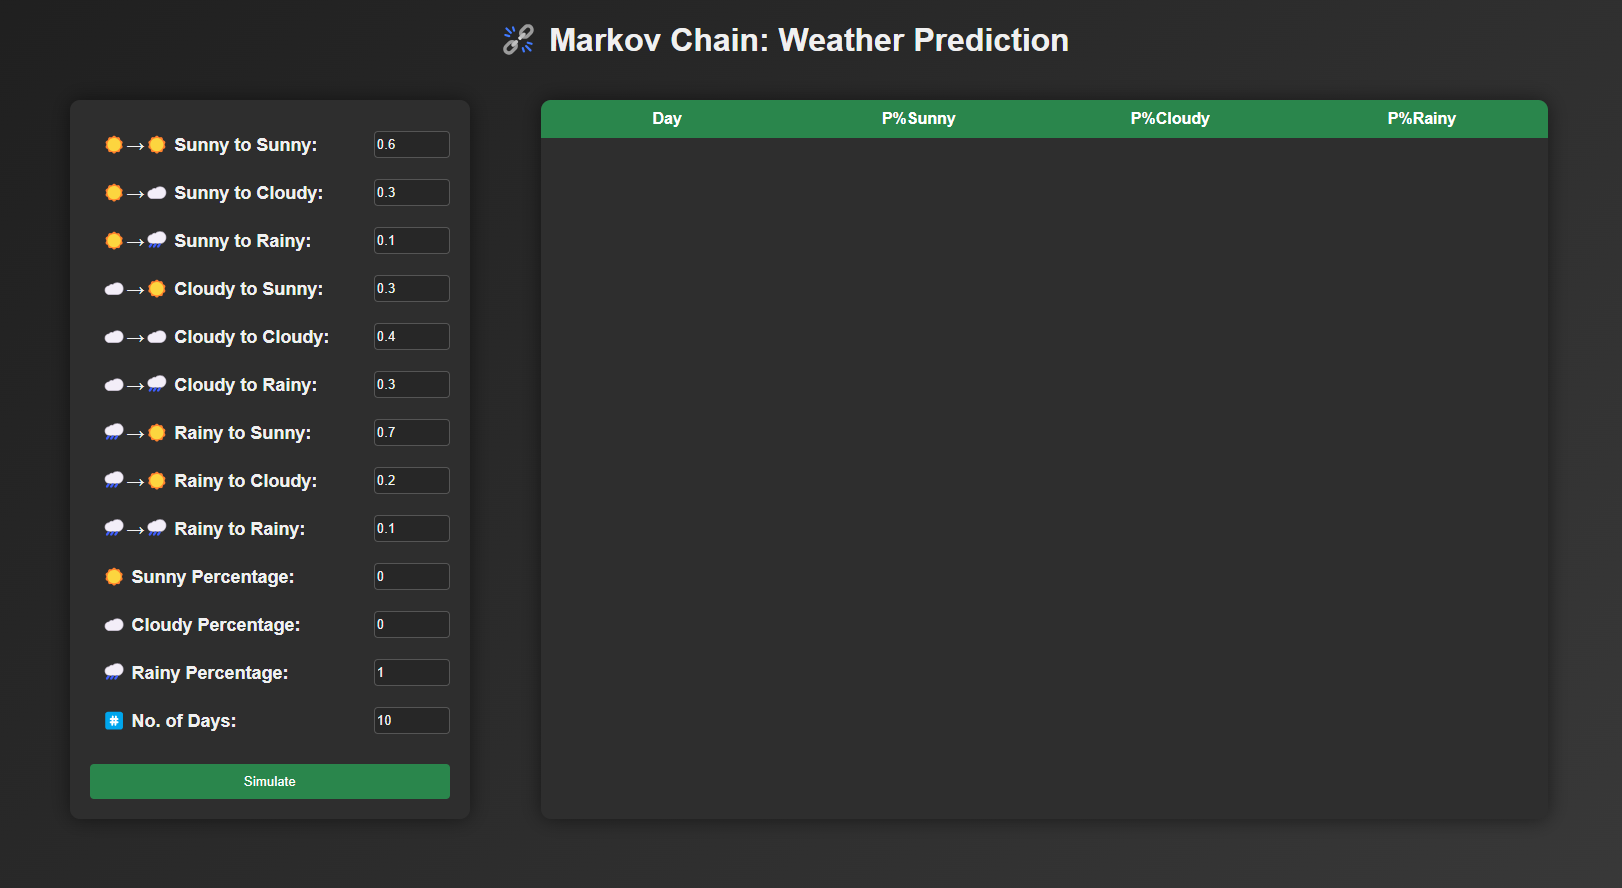 Markov Chain: Weather Prediction
→ Sunny to Sunny: 0.6
→ Sunny to Cloudy: 0.3
→ Sunny to Rainy: 0.1
→ Cloudy to Sunny: 0.3
→ Cloudy to Cloudy: 0.4
→ Cloudy to Rainy: 0.3
→ Rainy to Sunny: 0.7
→ Rainy to Cloudy: 0.2
→ Rainy to Rainy: 0.1
Sunny Percentage: 0
Cloudy Percentage: 0
Rainy Percentage: 1
# No. of Days: 10
Simulate
Day P%Sunny P%Cloudy P%Rainy